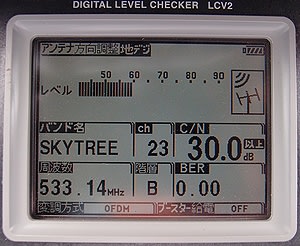 DIGITAL LEVEL CHECKER LCV2
アンテナ方向調整 地デジ
50 60 70 80 90
レベル
バンド名 ch C/N
SKYTREE 23 30.0 以上 dB
周波数 階層 BER
533.14 MHz B 0.00
変調方式 OFDM ブースター給電 OFF